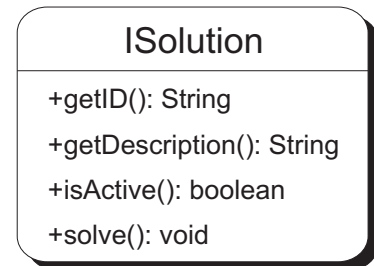 ISolution
+getID(): String
+getDescription(): String
+isActive(): boolean
+solve(): void